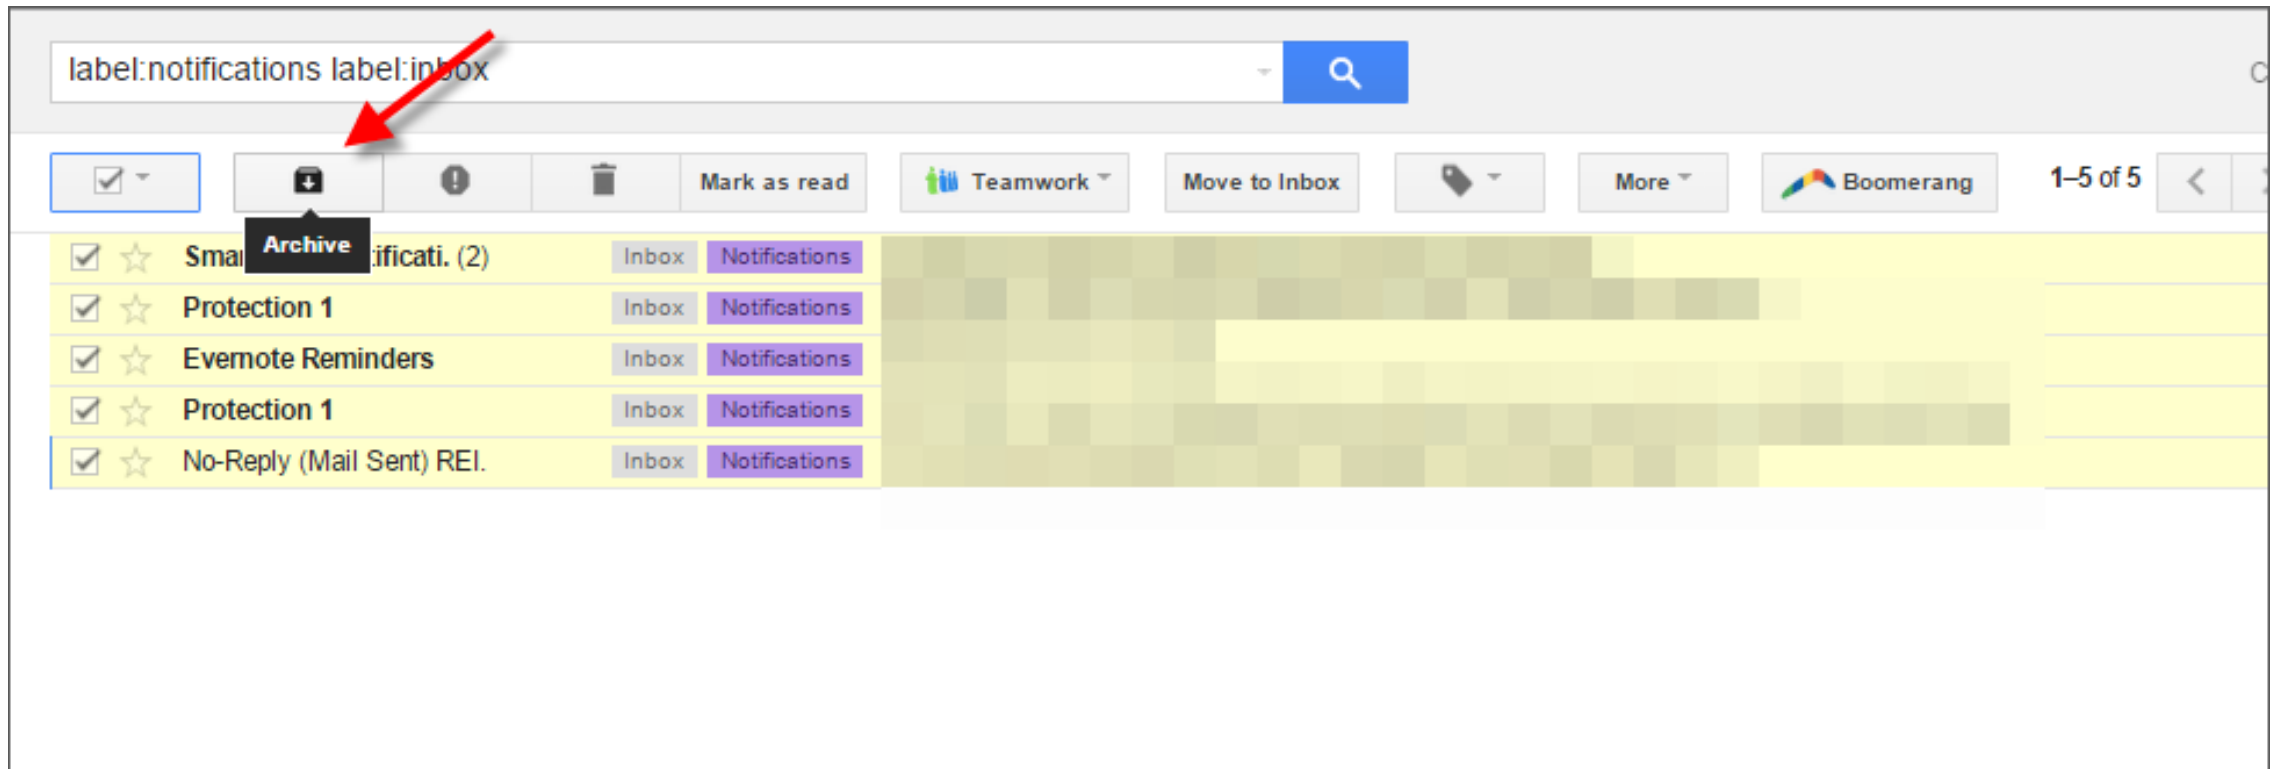 label:notifications label:inbox
C
Mark as read Teamwork Move to Inbox More Boomerang 1–5 of 5
Archive
(2) Inbox Notifications
Protection 1 Inbox Notifications
Evernote Reminders Inbox Notifications
Protection 1 Inbox Notifications
No-Reply (Mail Sent) REI. Inbox Notifications